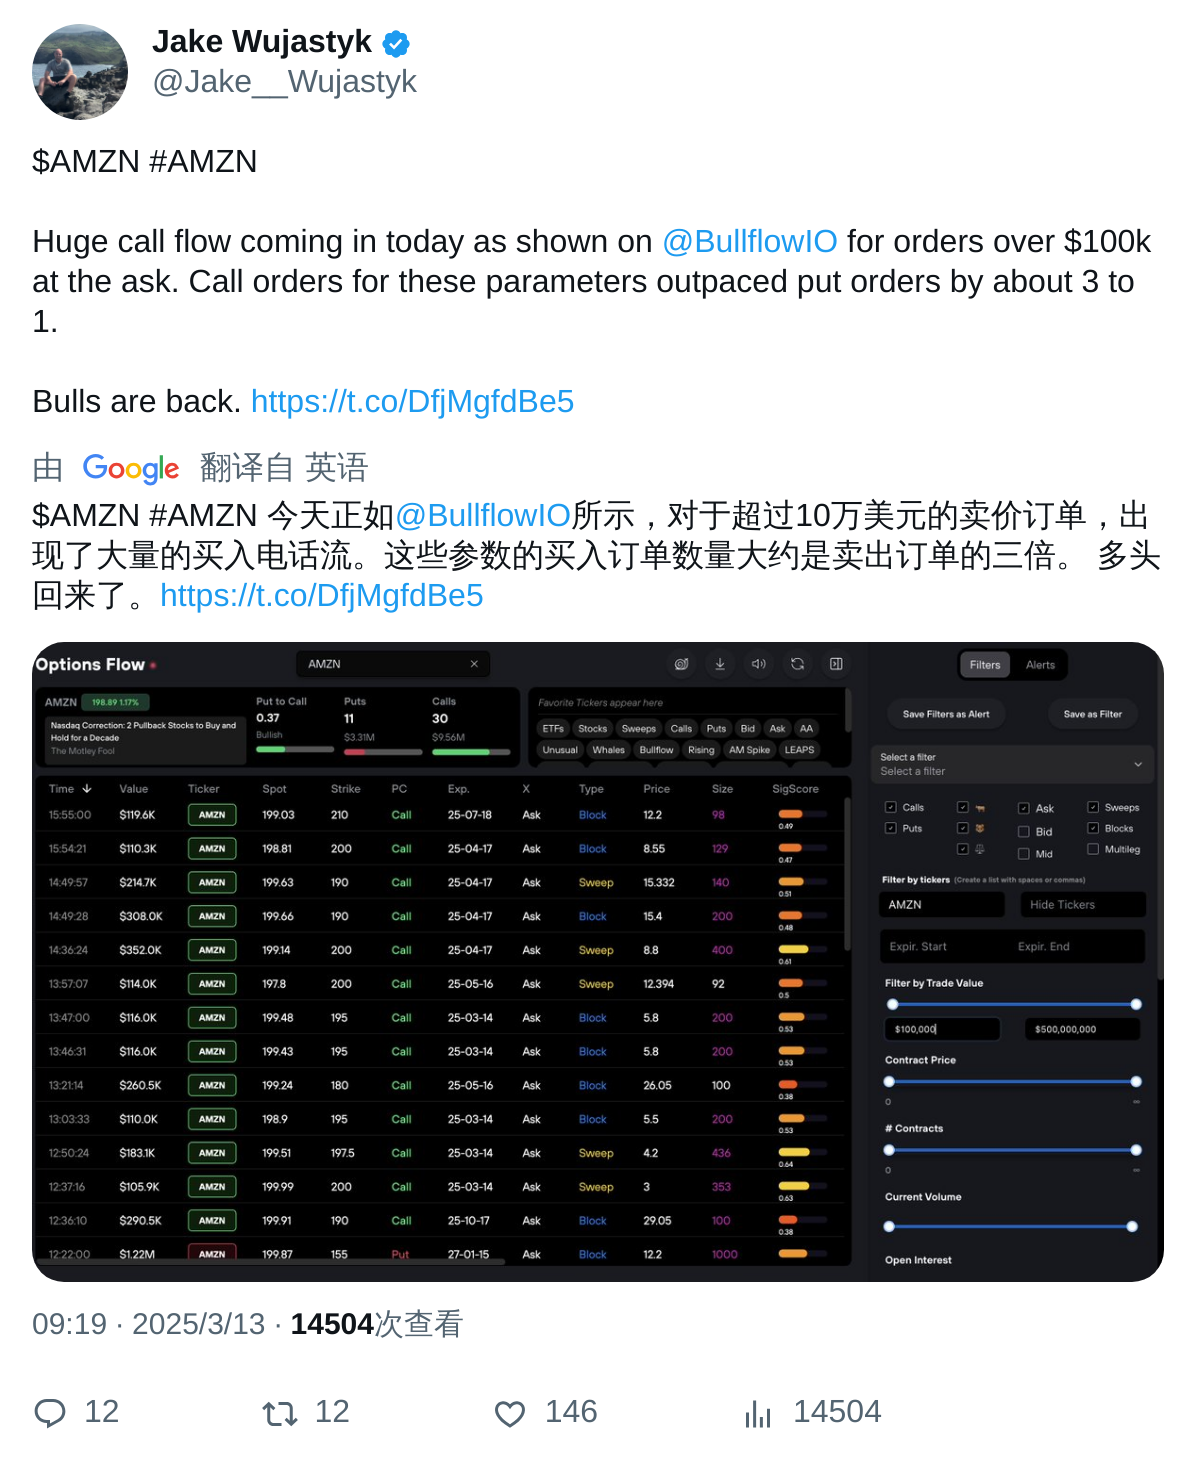 Jake Wujastyk
@Jake__Wujastyk
$AMZN #AMZN
Huge call flow coming in today as shown on @BullflowIO for orders over $100k
at the ask. Call orders for these parameters outpaced put orders by about 3 to
1.
Bulls are back. https://t.co/DfjMgfdBe5
由 Google 翻译自 英语
$AMZN #AMZN 今天正如@BullflowIO所示，对于超过10万美元的卖价订单，出
现了大量的买入电话流。这些参数的买入订单数量大约是卖出订单的三倍。 多头
回来了。https://t.co/DfjMgfdBe5
Options Flow
AMZN
Filters Alerts
AMZN 198.89 1.17%
Nasdaq Correction: 2 Pullback Stocks to Buy and
Hold for a Decade
The Motley Fool
Put to Call Puts Calls
0.37 11 30
Bullish $3.31M $9.56M
Favorite Tickers appear here
ETFs Stocks Sweeps Calls Puts Bid Ask AA
Unusual Whales Bullflow Rising AM Spike LEAPS
Save Filters as Alert Save as Filter
Select a filter
Select a filter
Time Value Ticker Spot Strike PC Exp. X Type Price Size SigScore
15:55:00 $119.6K AMZN 199.03 210 Call 25-07-18 Ask Block 12.2 98 0.49
15:54:21 $110.3K AMZN 198.81 200 Call 25-04-17 Ask Block 8.55 129 0.47
14:49:57 $214.7K AMZN 199.63 190 Call 25-04-17 Ask Sweep 15.332 140 0.51
14:49:28 $308.0K AMZN 199.66 190 Call 25-04-17 Ask Block 15.4 200 0.48
14:36:24 $352.0K AMZN 199.14 200 Call 25-04-17 Ask Sweep 8.8 400 0.61
13:57:07 $114.0K AMZN 197.8 200 Call 25-05-16 Ask Sweep 12.394 92 0.5
13:47:00 $116.0K AMZN 199.48 195 Call 25-03-14 Ask Block 5.8 200 0.53
13:46:31 $116.0K AMZN 199.43 195 Call 25-03-14 Ask Block 5.8 200 0.53
13:21:14 $260.5K AMZN 199.24 180 Call 25-05-16 Ask Block 26.05 100 0.38
13:03:33 $110.0K AMZN 198.9 195 Call 25-03-14 Ask Block 5.5 200 0.53
12:50:24 $183.1K AMZN 199.51 197.5 Call 25-03-14 Ask Sweep 4.2 436 0.64
12:37:16 $105.9K AMZN 199.99 200 Call 25-03-14 Ask Sweep 3 353 0.63
12:36:10 $290.5K AMZN 199.91 190 Call 25-10-17 Ask Block 29.05 100 0.38
12:22:00 $1.22M AMZN 199.87 155 Put 27-01-15 Ask Block 12.2 1000
Calls Ask Sweeps
Puts Bid Blocks
Mid Multileg
Filter by tickers (Create a list with spaces or commas)
AMZN Hide Tickers
Expir. Start Expir. End
Filter by Trade Value
$100,000 $500,000,000
Contract Price
0 ∞
# Contracts
0 ∞
Current Volume
Open Interest
09:19 · 2025/3/13 · 14504次查看
12 12 146 14504